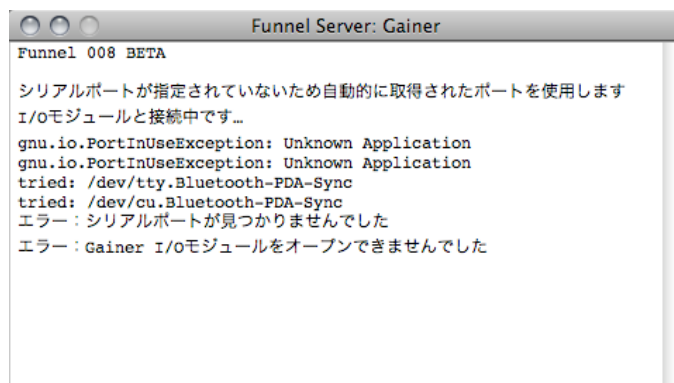 Funnel Server: Gainer
Funnel 008 BETA
シリアルポートが指定されていないため自動的に取得されたポートを使用します
I/Oモジュールと接続中です…
gnu.io.PortInUseException: Unknown Application
gnu.io.PortInUseException: Unknown Application
tried: /dev/tty.Bluetooth-PDA-Sync
tried: /dev/cu.Bluetooth-PDA-Sync
エラー：シリアルポートが見つかりませんでした
エラー：Gainer I/Oモジュールをオープンできませんでした